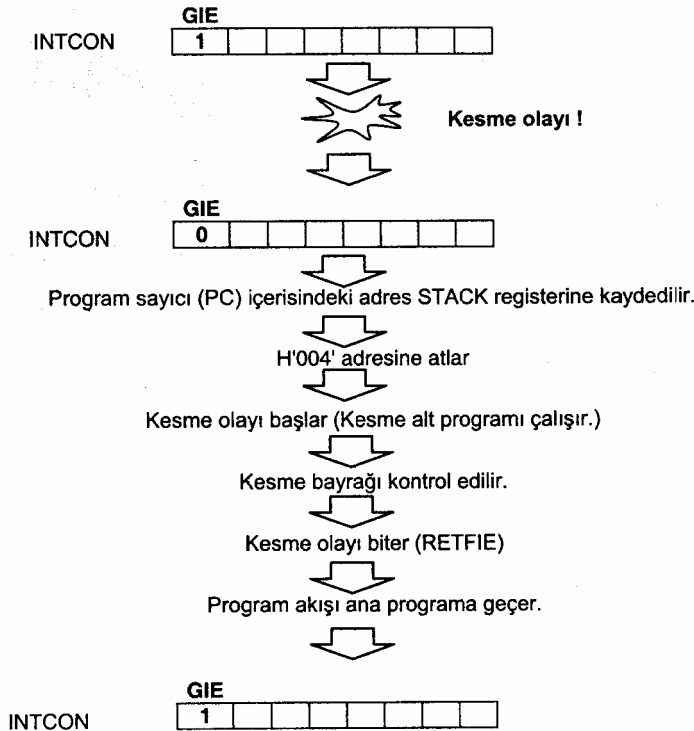 GIE
INTCON 1
Kesme olayı !
GIE
INTCON 0
Program sayıcı (PC) içerisindeki adres STACK registerine kaydedilir.
H'004' adresine atlar
Kesme olayı başlar (Kesme alt programı çalışır.)
Kesme bayrağı kontrol edilir.
Kesme olayı biter (RETFIE)
Program akışı ana programa geçer.
GIE
INTCON 1